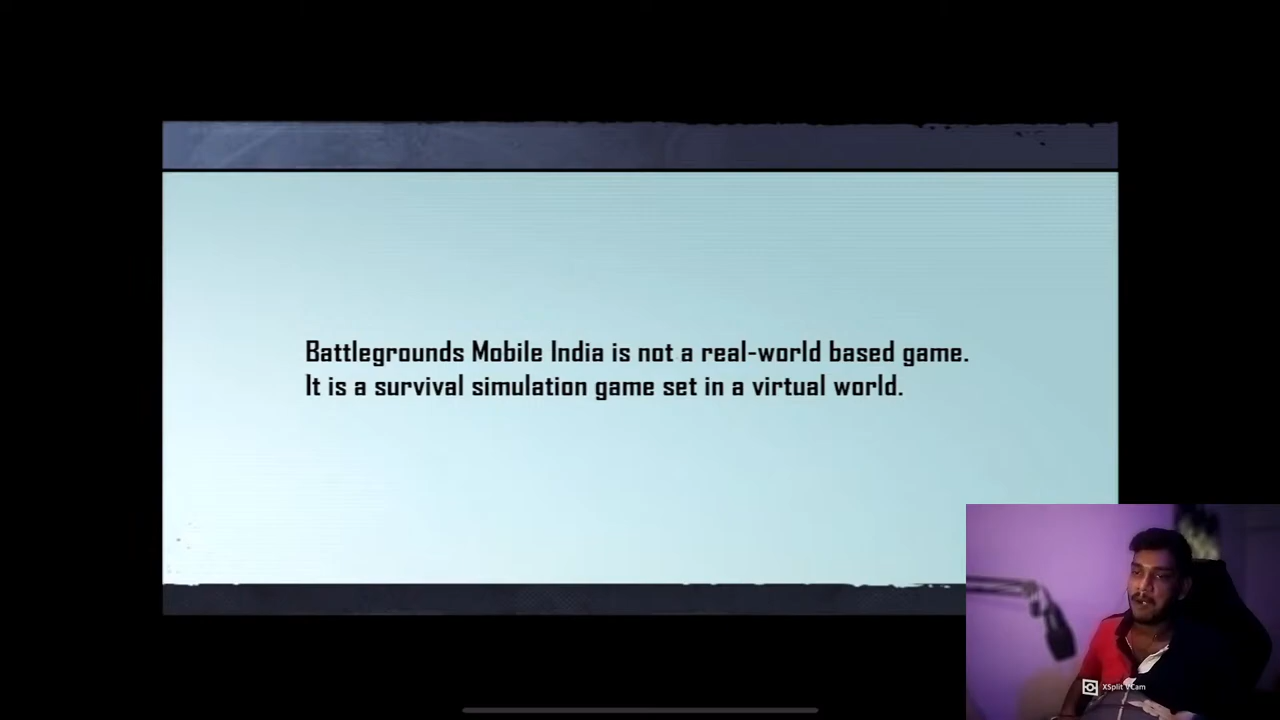 Battlegrounds Mobile India is not a real-world based game.
It is a survival simulation game set in a virtual world.
XSplit VCam